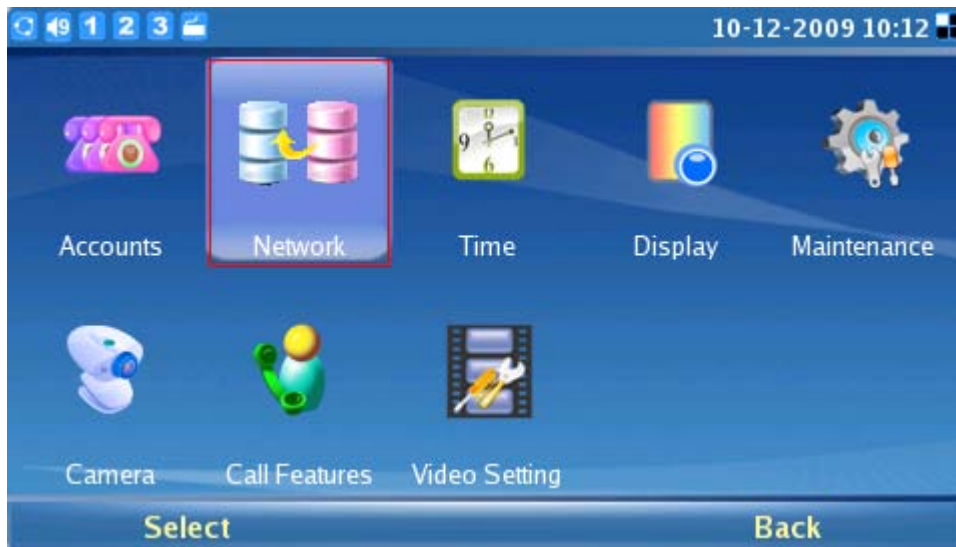 9 1 2 3 10-12-2009 10:12
Accounts Network Time Display Maintenance
Camera Call Features Video Setting
Select Back